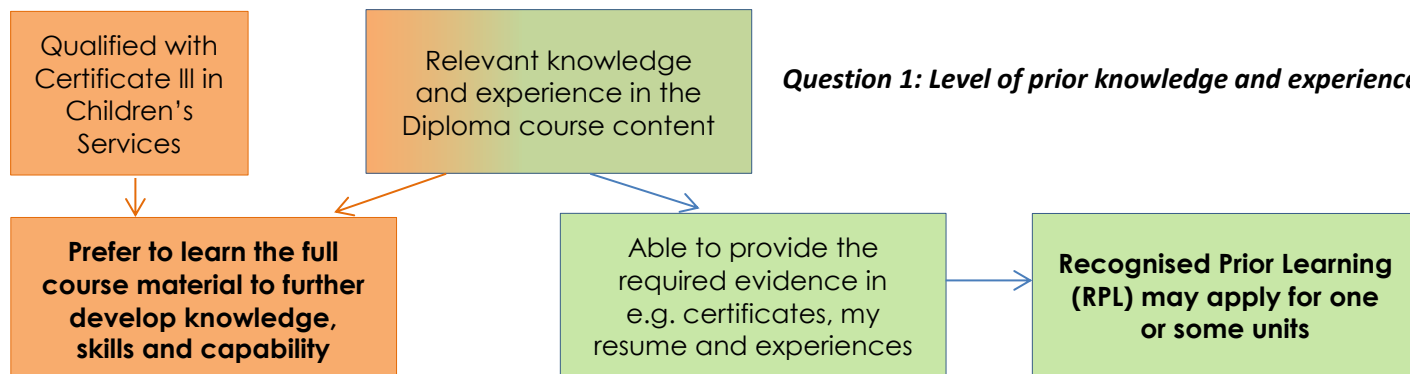 Qualified with
Certificate III in
Children's
Services
Relevant knowledge
and experience in the
Diploma course content
Question 1: Level of prior knowledge and experience
Prefer to learn the full
course material to further
develop knowledge,
skills and capability
Able to provide the
required evidence in
e.g. certificates, my
resume and experiences
Recognised Prior Learning
(RPL) may apply for one
or some units